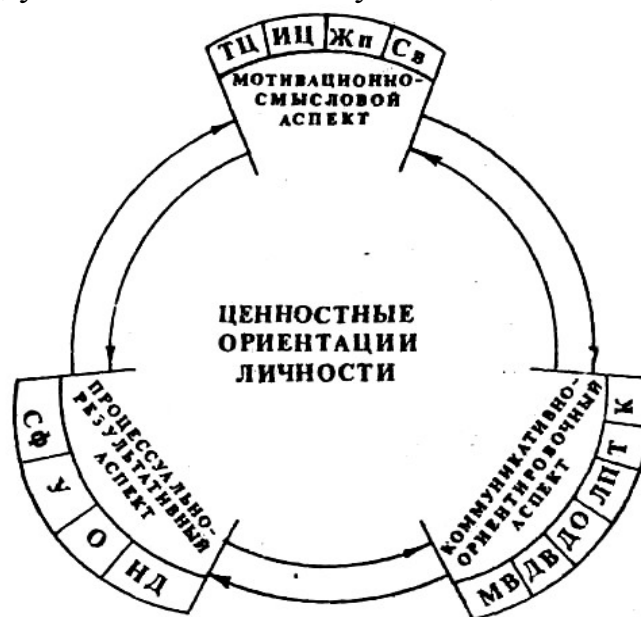 ТЦ ИЦ Жп Св
МОТИВАЦИОННО-
СМЫСЛОВОЙ
АСПЕКТ
ЦЕННОСТНЫЕ
ОРИЕНТАЦИИ
ЛИЧНОСТИ
СФ У О НД
ПРОЦЕССУАЛЬНО-
РЕЗУЛЬТАТИВНЫЙ
АСПЕКТ
КОММУНИКАТИВНО-
ОРИЕНТИРОВОЧНЫЙ
АСПЕКТ
МВ ДВ ДО ЛП Т К